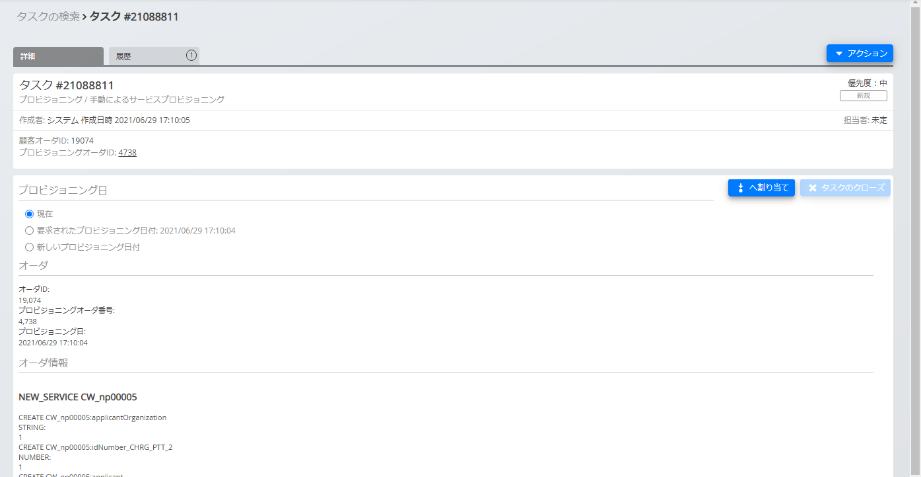 タスクの検索 > タスク #21088811
詳細
履歴
アクション
タスク #21088811
優先度：中
プロビジョニング / 手動によるサービスプロビジョニング
新規
作成者: システム 作成日時 2021/06/29 17:10:05
担当者: 未定
顧客オーダID: 19074
プロビジョニングオーダID: 4738
プロビジョニング日
へ割り当て
タスクのクローズ
現在
要求されたプロビジョニング日付: 2021/06/29 17:10:04
新しいプロビジョニング日付
オーダ
オーダID:
19,074
プロビジョニングオーダ番号:
4,738
プロビジョニング日:
2021/06/29 17:10:04
オーダ情報
NEW_SERVICE CW_np00005
CREATE CW_np00005:applicantOrganization
STRING:
1
CREATE CW_np00005:idNumber_CHRG_PTT_2
NUMBER:
1
CREATE CW_np00005:applicant